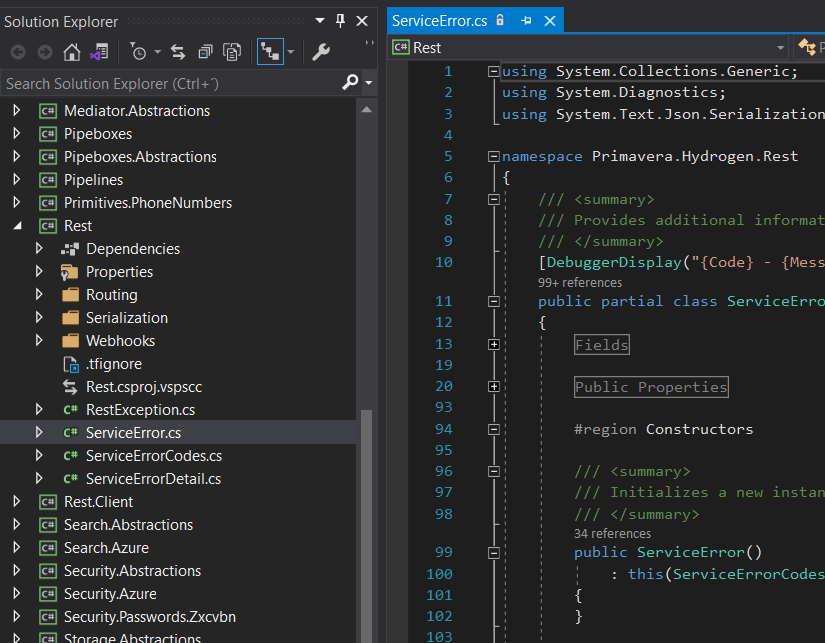 Solution Explorer
Search Solution Explorer (Ctrl+´)
C# Mediator.Abstractions
C# Pipeboxes
C# Pipeboxes.Abstractions
C# Pipelines
C# Primitives.PhoneNumbers
C# Rest
Dependencies
Properties
Routing
Serialization
Webhooks
.tfignore
Rest.csproj.vspscc
C# RestException.cs
C# ServiceError.cs
C# ServiceErrorCodes.cs
C# ServiceErrorDetail.cs
C# Rest.Client
C# Search.Abstractions
C# Search.Azure
C# Security.Abstractions
C# Security.Azure
C# Security.Passwords.Zxcvbn
C# Storage.Abstractions
ServiceError.cs
C# Rest
1 using System.Collections.Generic;
2 using System.Diagnostics;
3 using System.Text.Json.Serialization
4
5 namespace Primavera.Hydrogen.Rest
6 {
7 /// <summary>
8 /// Provides additional informat
9 /// </summary>
10 [DebuggerDisplay("{Code} - {Mess
99+ references
11 public partial class ServiceErro
12 {
13 Fields
19
20 Public Properties
93
94 #region Constructors
95
96 /// <summary>
97 /// Initializes a new instan
98 /// </summary>
34 references
99 public ServiceError()
100 : this(ServiceErrorCodes
101 {
102 }
103